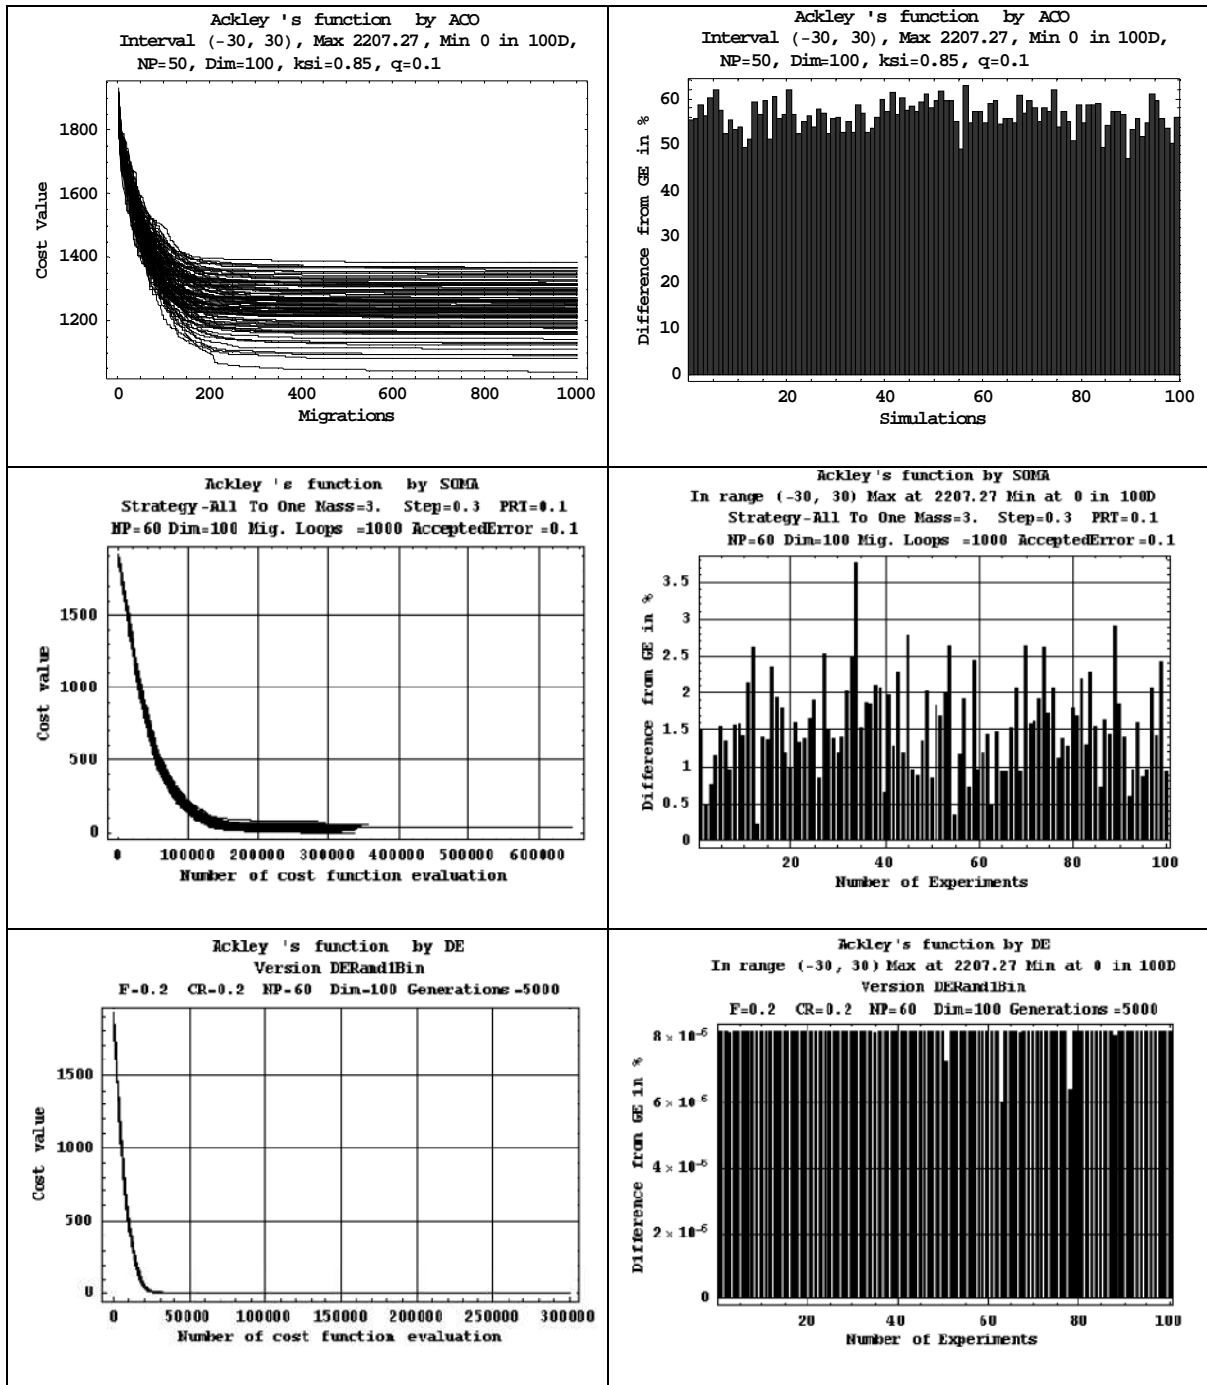 Ackley 's function by ACO
Interval (-30, 30), Max 2207.27, Min 0 in 100D,
NP=50, Dim=100, ksi=0.85, q=0.1
Cost Value
1800
1600
1400
1200
0 200 400 600 800 1000
Migrations
Ackley 's function by ACO
Interval (-30, 30), Max 2207.27, Min 0 in 100D,
NP=50, Dim=100, ksi=0.85, q=0.1
Difference from GE in %
60
50
40
30
20
10
0
20 40 60 80 100
Simulations
Ackley 's function by SOMA
Strategy-All To One Mass=3. Step=0.3 PRT=0.1
NP=60 Dim=100 Mig. Loops =1000 AcceptedError =0.1
Cost value
1500
1000
500
0
0 100000 200000 300000 400000 500000 600000
Number of cost function evaluation
Ackley's function by SOMA
In range (-30, 30) Max at 2207.27 Min at 0 in 100D
Strategy-All To One Mass=3. Step=0.3 PRT=0.1
NP=60 Dim=100 Mig. Loops =1000 AcceptedError =0.1
Difference from GE in %
3.5
3
2.5
2
1.5
1
0.5
0
20 40 60 80 100
Number of Experiments
Ackley 's function by DE
Version DERand1Bin
F=0.2 CR=0.2 NP=60 Dim=100 Generations =5000
Cost value
1500
1000
500
0
0 50000 100000 150000 200000 250000 300000
Number of cost function evaluation
Ackley's function by DE
In range (-30, 30) Max at 2207.27 Min at 0 in 100D
Version DERand1Bin
F=0.2 CR=0.2 NP=60 Dim=100 Generations =5000
Difference from GE in %
8 × 10⁻⁶
6 × 10⁻⁶
4 × 10⁻⁶
2 × 10⁻⁶
0
20 40 60 80 100
Number of Experiments